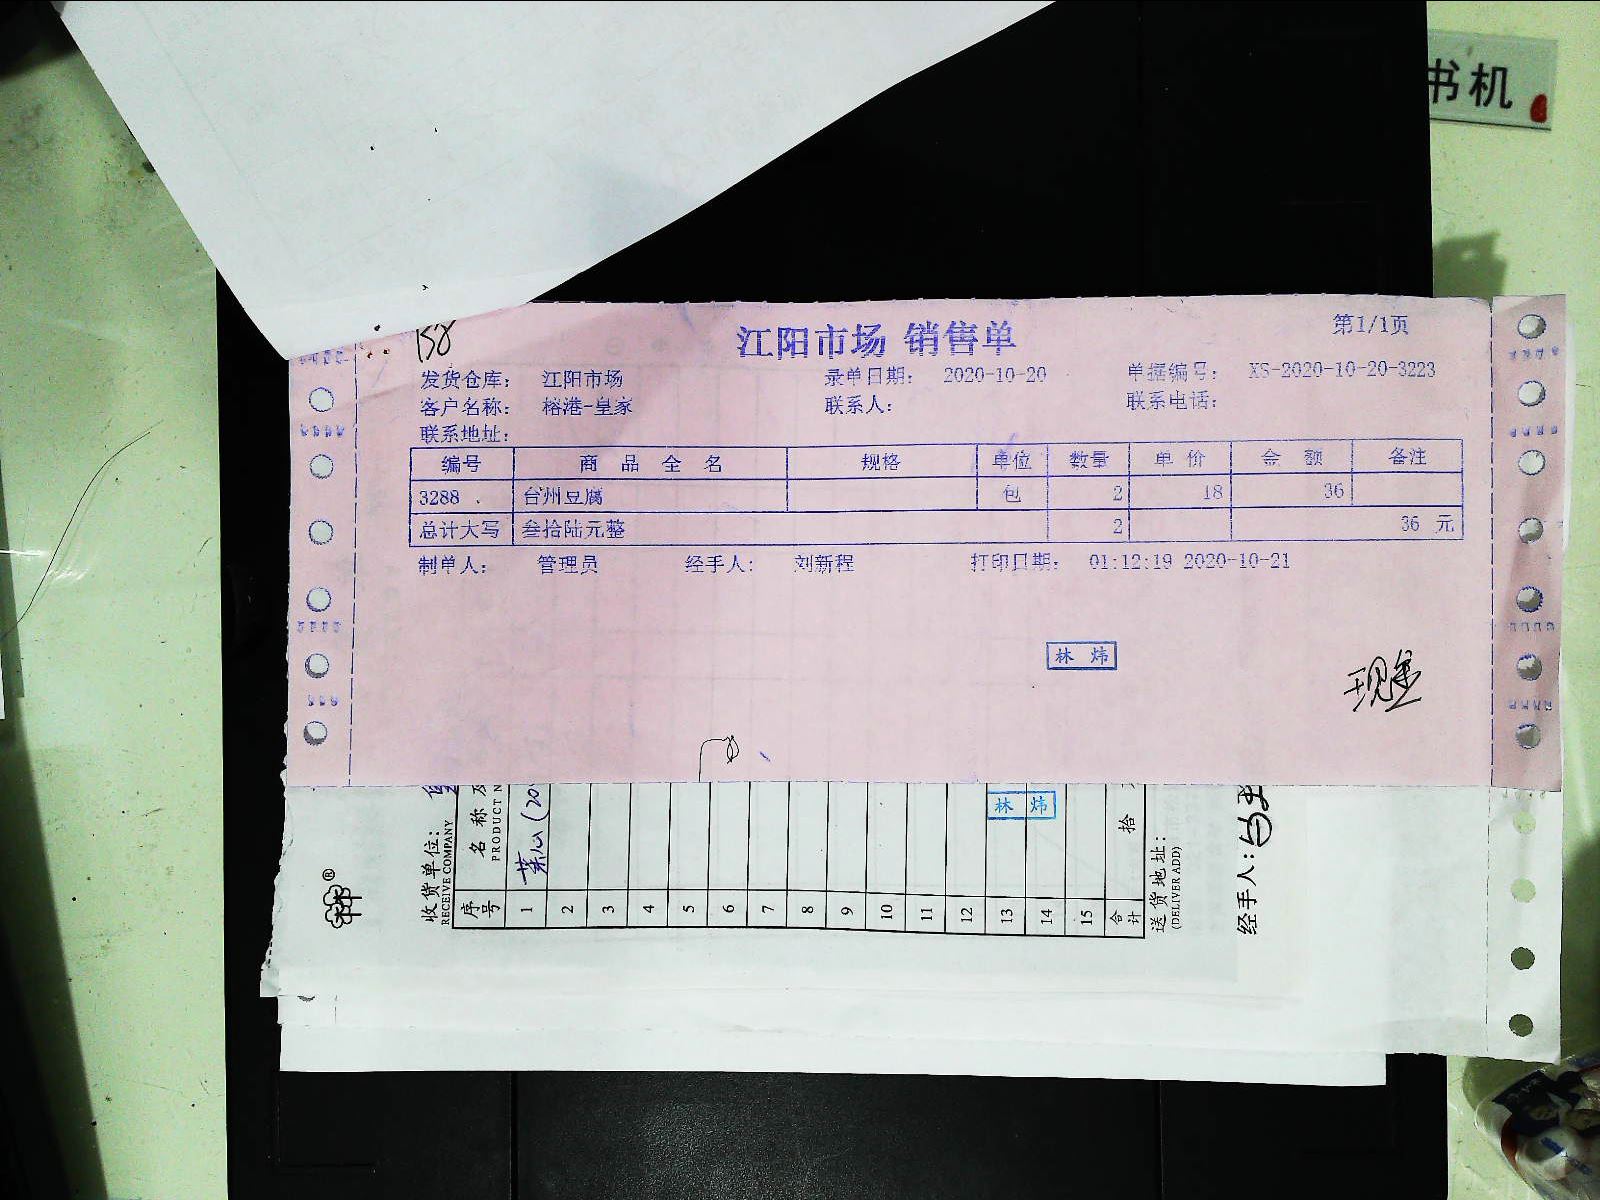 书机
158
江阳市场 销售单
第1/1页
发货仓库: 江阳市场 录单日期: 2020-10-20 单据编号: XS-2020-10-20-3223
客户名称: 榕港-皇家 联系人: 联系电话:
联系地址:
编号 商品全名 规格 单位 数量 单价 金额 备注
3288 台州豆腐 包 2 18 36
总计大写 叁拾陆元整 2 36 元
制单人: 管理员 经手人: 刘新程 打印日期: 01:12:19 2020-10-21
林 炜
现金
收货单位:
RECEIVE COMPANY
序号 名称及
PRODUCT N
1 菜心(20
2
3
4
5
6
7
8
9
10
11
12
13
14
15
林 炜
合计 拾
送货地址:
(DELIVER ADD)
经手人: